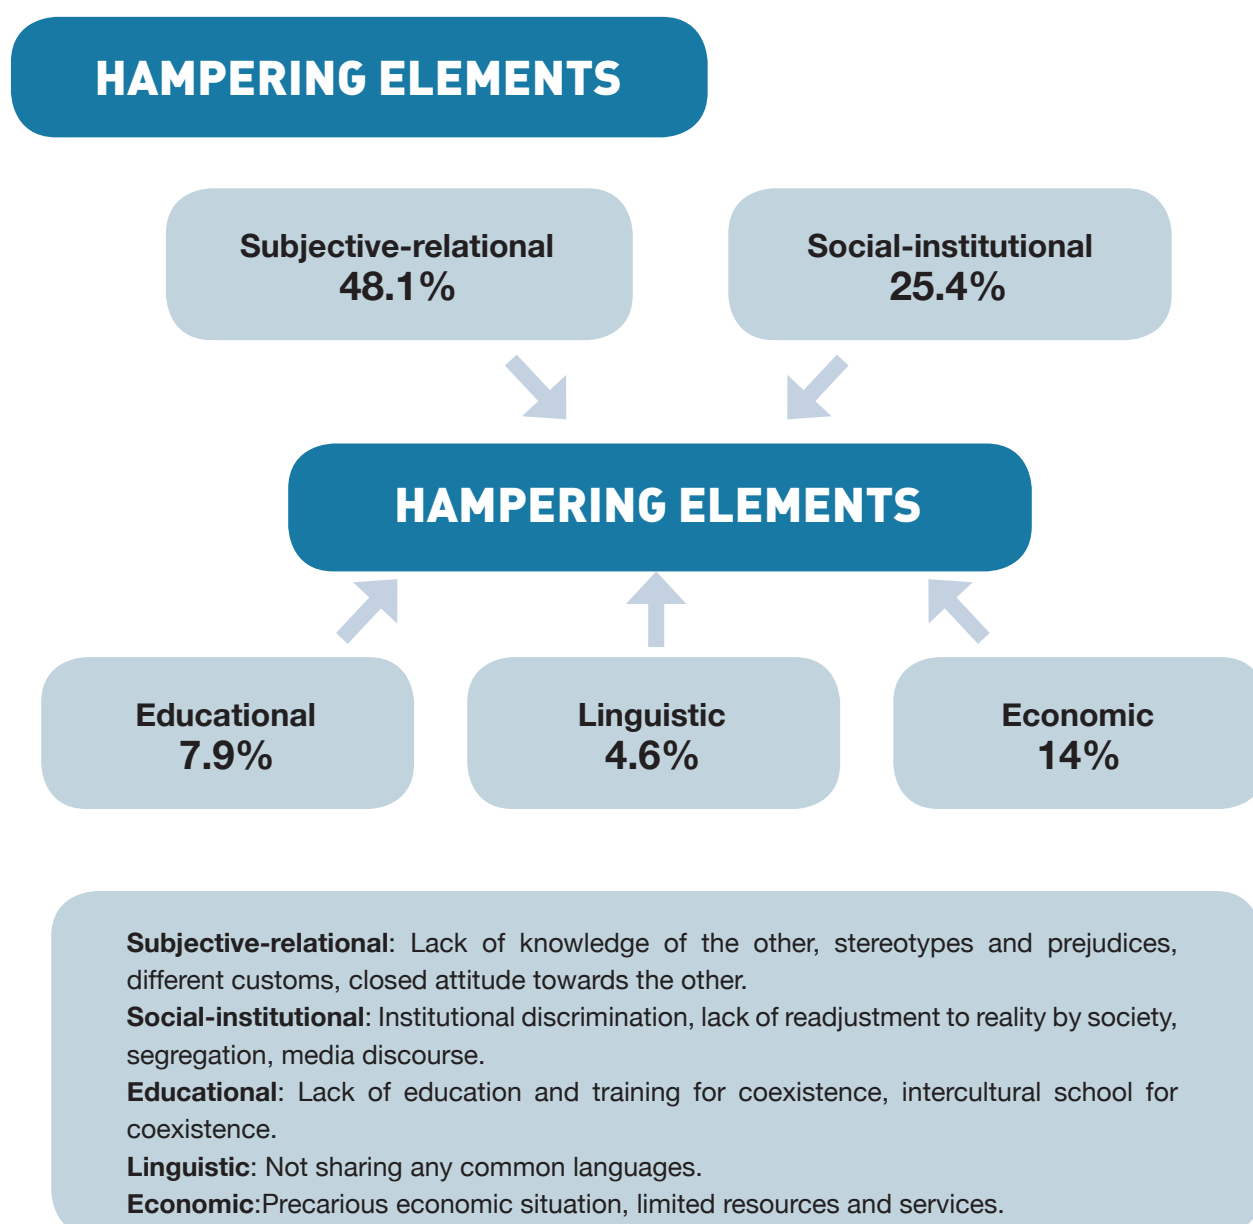 HAMPERING ELEMENTS
Subjective-relational
48.1%
Social-institutional
25.4%
HAMPERING ELEMENTS
Educational
7.9%
Linguistic
4.6%
Economic
14%
Subjective-relational: Lack of knowledge of the other, stereotypes and prejudices,
different customs, closed attitude towards the other.
Social-institutional: Institutional discrimination, lack of readjustment to reality by society,
segregation, media discourse.
Educational: Lack of education and training for coexistence, intercultural school for
coexistence.
Linguistic: Not sharing any common languages.
Economic:Precarious economic situation, limited resources and services.